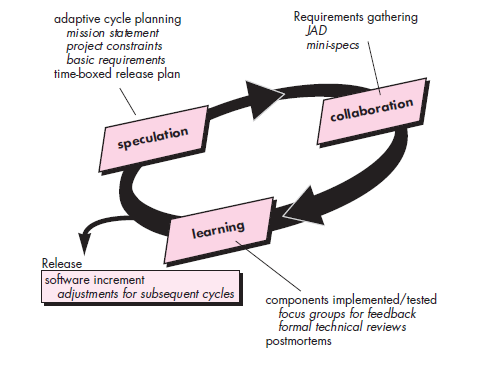 adaptive cycle planning
mission statement
project constraints
basic requirements
time-boxed release plan
Requirements gathering
JAD
mini-specs
speculation
collaboration
learning
Release
software increment
adjustments for subsequent cycles
components implemented/tested
focus groups for feedback
formal technical reviews
postmortems